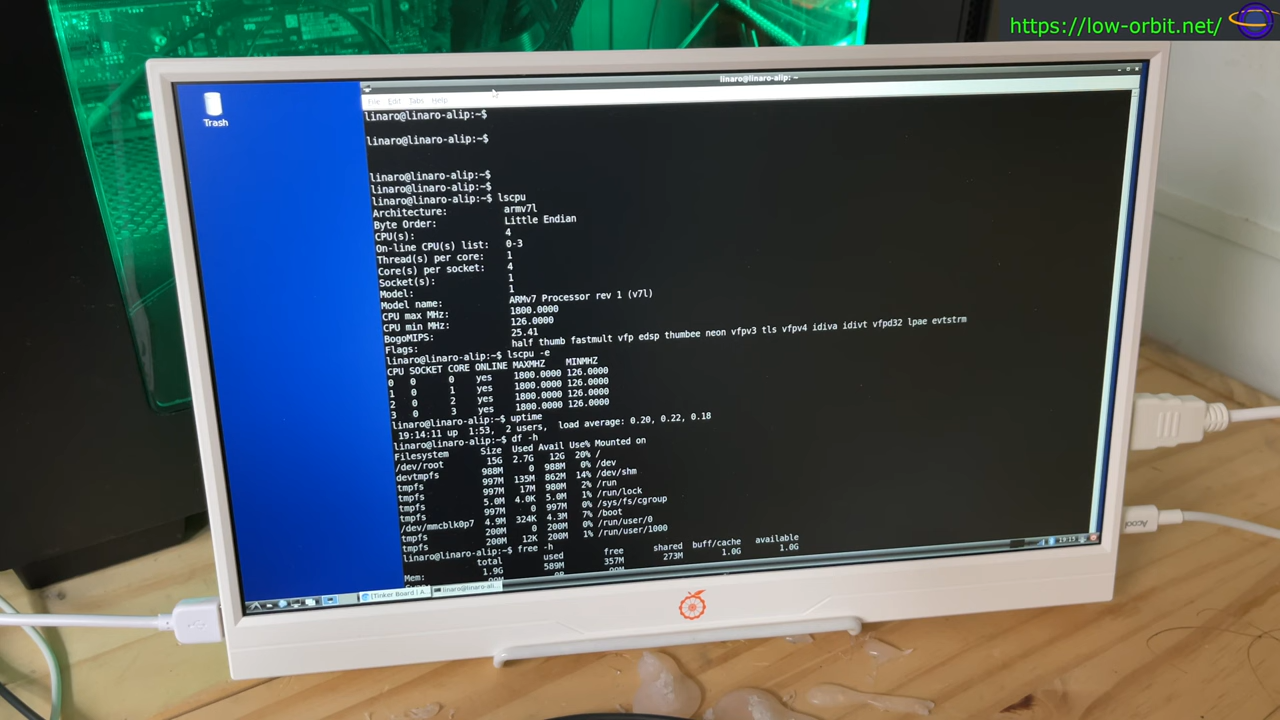 https://low-orbit.net/
linaro@linaro-alip: ~
Trash
File Edit Tabs Help
linaro@linaro-alip:~$
linaro@linaro-alip:~$
linaro@linaro-alip:~$
linaro@linaro-alip:~$
linaro@linaro-alip:~$ lscpu
Architecture: armv7l
Byte Order: Little Endian
CPU(s): 4
On-line CPU(s) list: 0-3
Thread(s) per core: 1
Core(s) per socket: 4
Socket(s): 1
Model: 1
Model name: ARMv7 Processor rev 1 (v7l)
CPU max MHz: 1800.0000
CPU min MHz: 126.0000
BogoMIPS: 25.41
Flags: half thumb fastmult vfp edsp thumbee neon vfpv3 tls vfpv4 idiva idivt vfpd32 lpae evtstrm
linaro@linaro-alip:~$ lscpu -e
CPU SOCKET CORE ONLINE MAXMHZ MINMHZ
0 0 0 yes 1800.0000 126.0000
1 0 1 yes 1800.0000 126.0000
2 0 2 yes 1800.0000 126.0000
3 0 3 yes 1800.0000 126.0000
linaro@linaro-alip:~$ uptime
19:14:11 up 1:53, 2 users, load average: 0.20, 0.22, 0.18
linaro@linaro-alip:~$ df -h
Filesystem Size Used Avail Use% Mounted on
/dev/root 15G 2.7G 12G 20% /
devtmpfs 988M 0 988M 0% /dev
tmpfs 997M 135M 862M 14% /dev/shm
tmpfs 997M 17M 980M 2% /run
tmpfs 5.0M 4.0K 5.0M 1% /run/lock
tmpfs 997M 0 997M 0% /sys/fs/cgroup
/dev/mmcblk0p7 4.9M 324K 4.3M 7% /boot
tmpfs 200M 0 200M 0% /run/user/0
tmpfs 200M 12K 200M 1% /run/user/1000
linaro@linaro-alip:~$ free -h
total used free shared buff/cache available
Mem: 1.9G 589M 357M 273M 1.0G 1.0G
[Tinker Board | A...
linaro@linaro-ali...
19:15